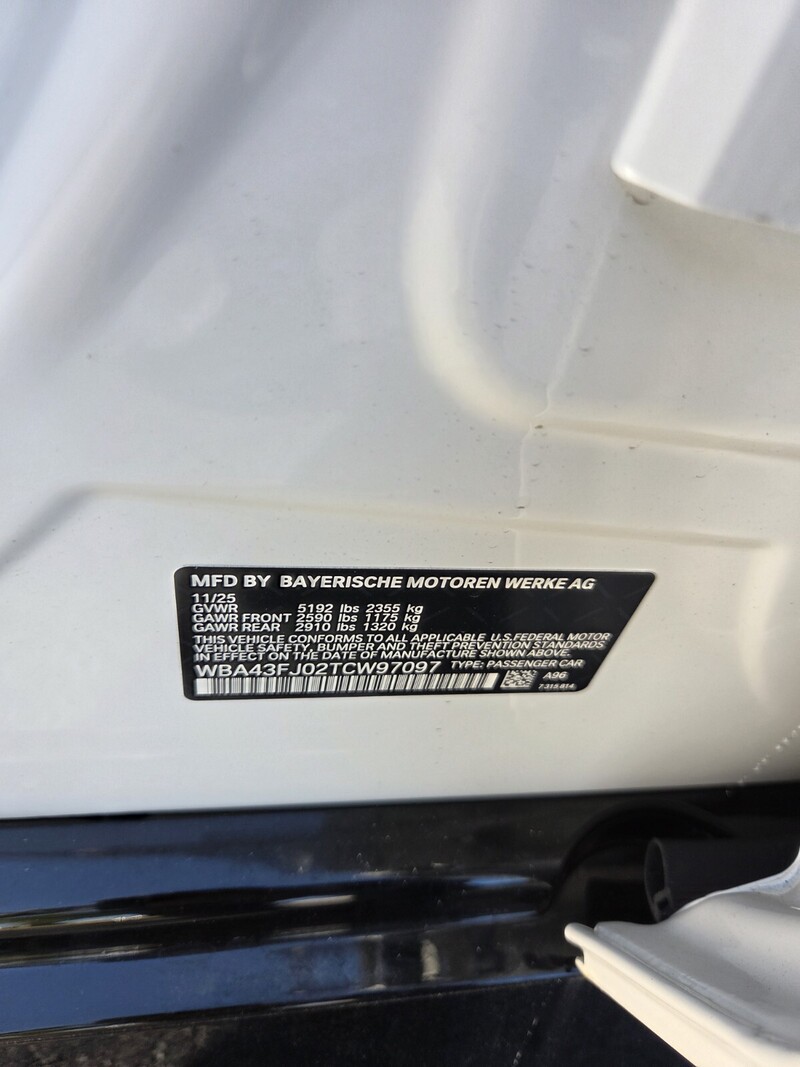 MFD BY BAYERISCHE MOTOREN WERKE AG
11/25
GVWR 5192 lbs 2355 kg
GAWR FRONT 2590 lbs 1175 kg
GAWR REAR 2910 lbs 1320 kg
THIS VEHICLE CONFORMS TO ALL APPLICABLE U.S.FEDERAL MOTOR
VEHICLE SAFETY, BUMPER AND THEFT PREVENTION STANDARDS
IN EFFECT ON THE DATE OF MANUFACTURE SHOWN ABOVE.
WBA43FJ02TCW97097 TYPE: PASSENGER CAR
A96
7315814